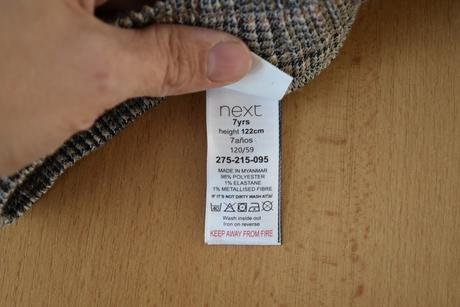 next
7yrs
height 122cm
7años
120/59
275-215-095
MADE IN MYANMAR
98% POLYESTER
1% ELASTANE
1% METALLISED FIBRE
IF IT'S NOT DIRTY WASH AT 30°
Wash inside out
Iron on reverse
KEEP AWAY FROM FIRE